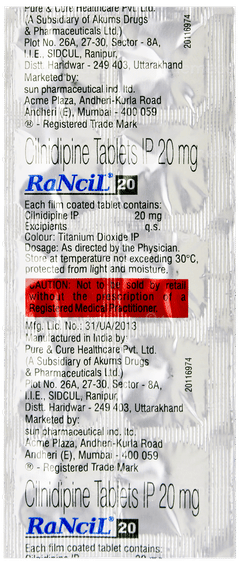 Pure & Cure Healthcare Pvt. Ltd.
(A Subsidiary of Akums Drugs
& Pharmaceuticals Ltd.)
Plot No. 26A, 27-30, Sector - 8A,
I.I.E., SIDCUL, Ranipur,
Distt. Haridwar - 249 403, Uttarakhand
Marketed by:
sun pharmaceutical ind. ltd.
Acme Plaza, Andheri-Kurla Road
Andheri (E), Mumbai - 400 059
® - Registered Trade Mark
20116974
Cilnidipine Tablets IP 20 mg
RaNciL® 20
Each film coated tablet contains:
Cilnidipine IP 20 mg
Excipients q.s.
Colour: Titanium Dioxide IP
Dosage: As directed by the Physician.
Store at temperature not exceeding 30°C,
protected from light and moisture.
CAUTION: Not to be sold by retail
without the prescription of a
Registered Medical Practitioner.
Mfg. Lic. No.: 31/UA/2013
Manufactured in India by:
Pure & Cure Healthcare Pvt. Ltd.
(A Subsidiary of Akums Drugs
& Pharmaceuticals Ltd.)
Plot No. 26A, 27-30, Sector - 8A,
I.I.E., SIDCUL, Ranipur,
Distt. Haridwar - 249 403, Uttarakhand
Marketed by:
sun pharmaceutical ind. ltd.
Acme Plaza, Andheri-Kurla Road
Andheri (E), Mumbai - 400 059
® - Registered Trade Mark
20116974
Cilnidipine Tablets IP 20 mg
RaNciL® 20
Each film coated tablet contains: